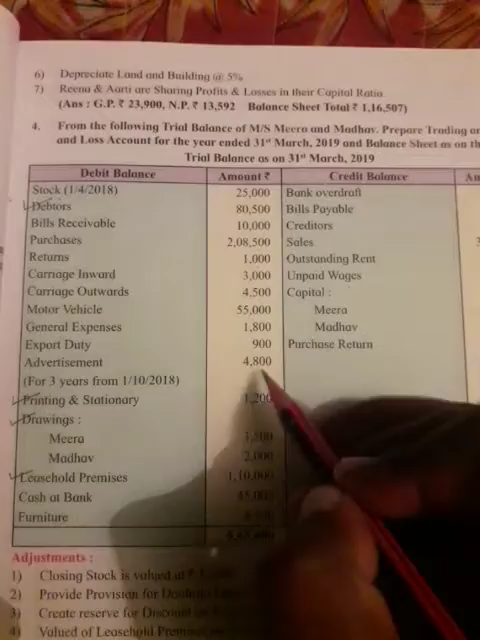 6) Depreciate Land and Building @ 5%
7) Reena & Aarti are Sharing Profits & Losses in their Capital Ratio
(Ans : G.P. ₹ 23,900, N.P. ₹ 13,592 Balance Sheet Total ₹ 1,16,507)
4. From the following Trial Balance of M/S Meera and Madhav. Prepare Trading
and Loss Account for the year ended 31st March, 2019 and Balance Sheet as on
Trial Balance as on 31st March, 2019
Debit Balance Amount ₹ Credit Balance
Stock (1/4/2018) 25,000 Bank overdraft
Debtors 80,500 Bills Payable
Bills Receivable 10,000 Creditors
Purchases 2,08,500 Sales
Returns 1,000 Outstanding Rent
Carriage Inward 3,000 Unpaid Wages
Carriage Outwards 4,500 Capital :
Motor Vehicle 55,000 Meera
General Expenses 1,800 Madhav
Export Duty 900 Purchase Return
Advertisement 4,800
(For 3 years from 1/10/2018)
Printing & Stationary 1,200
Drawings :
Meera
Madhav 2,000
Leasehold Premises 1,10,000
Cash at Bank
Furniture
Adjustments :
1) Closing Stock is valued at ₹
2) Provide Provision for
3) Create reserve for Discount
4) Valued of Leasehold